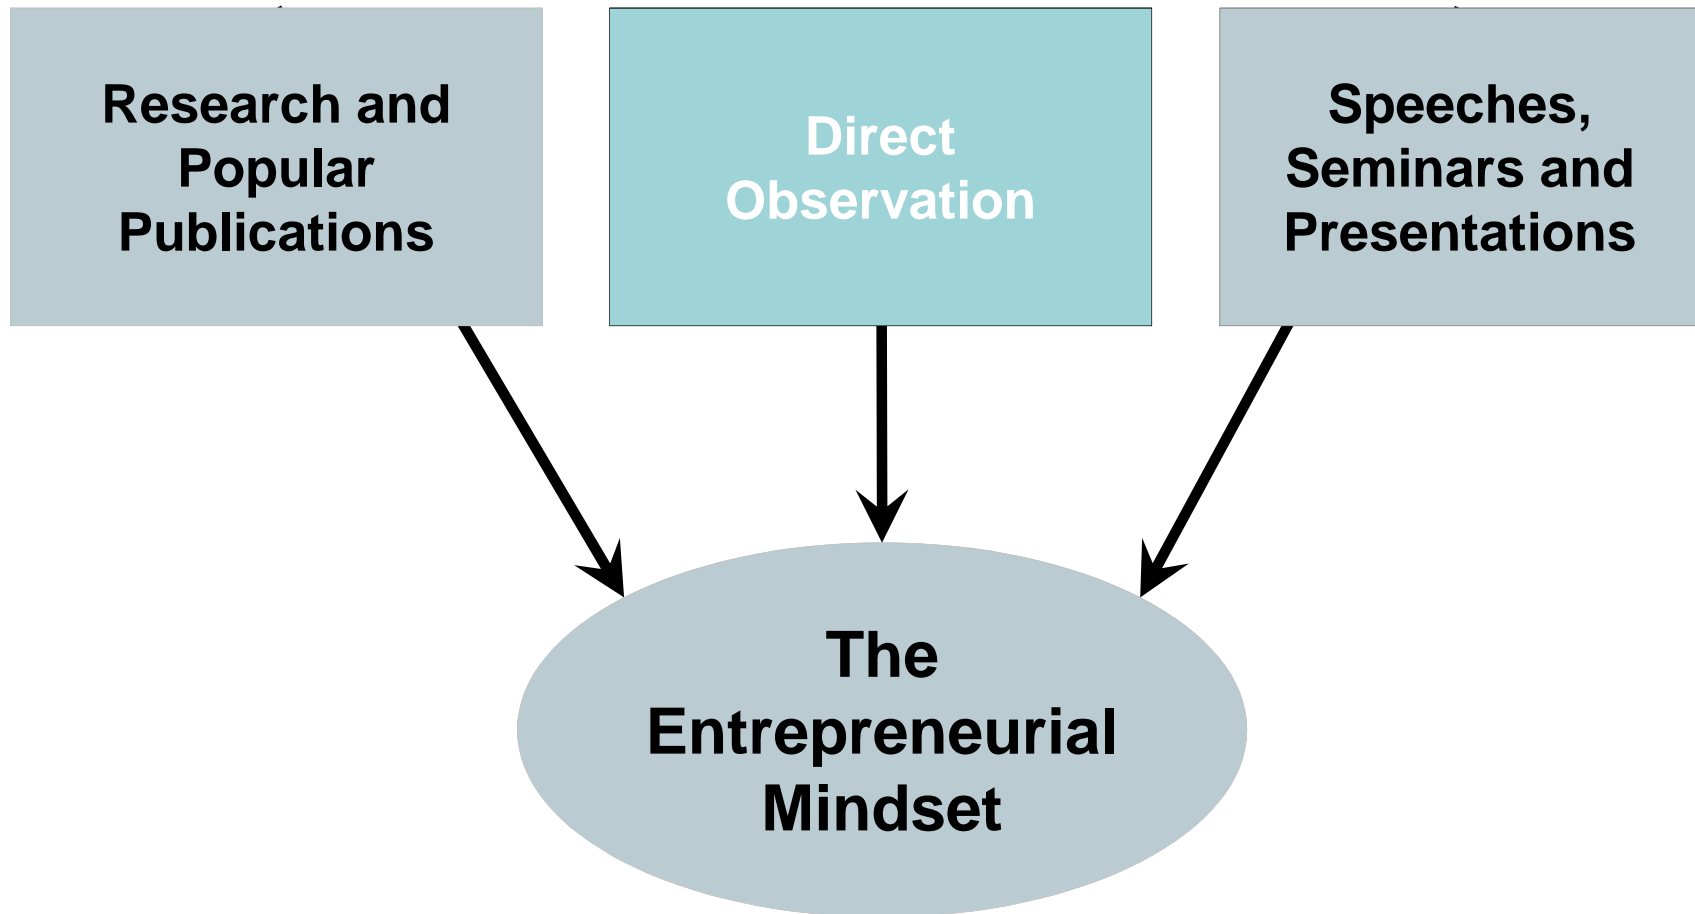 Research and
Popular
Publications
Direct
Observation
Speeches,
Seminars and
Presentations
The
Entrepreneurial
Mindset